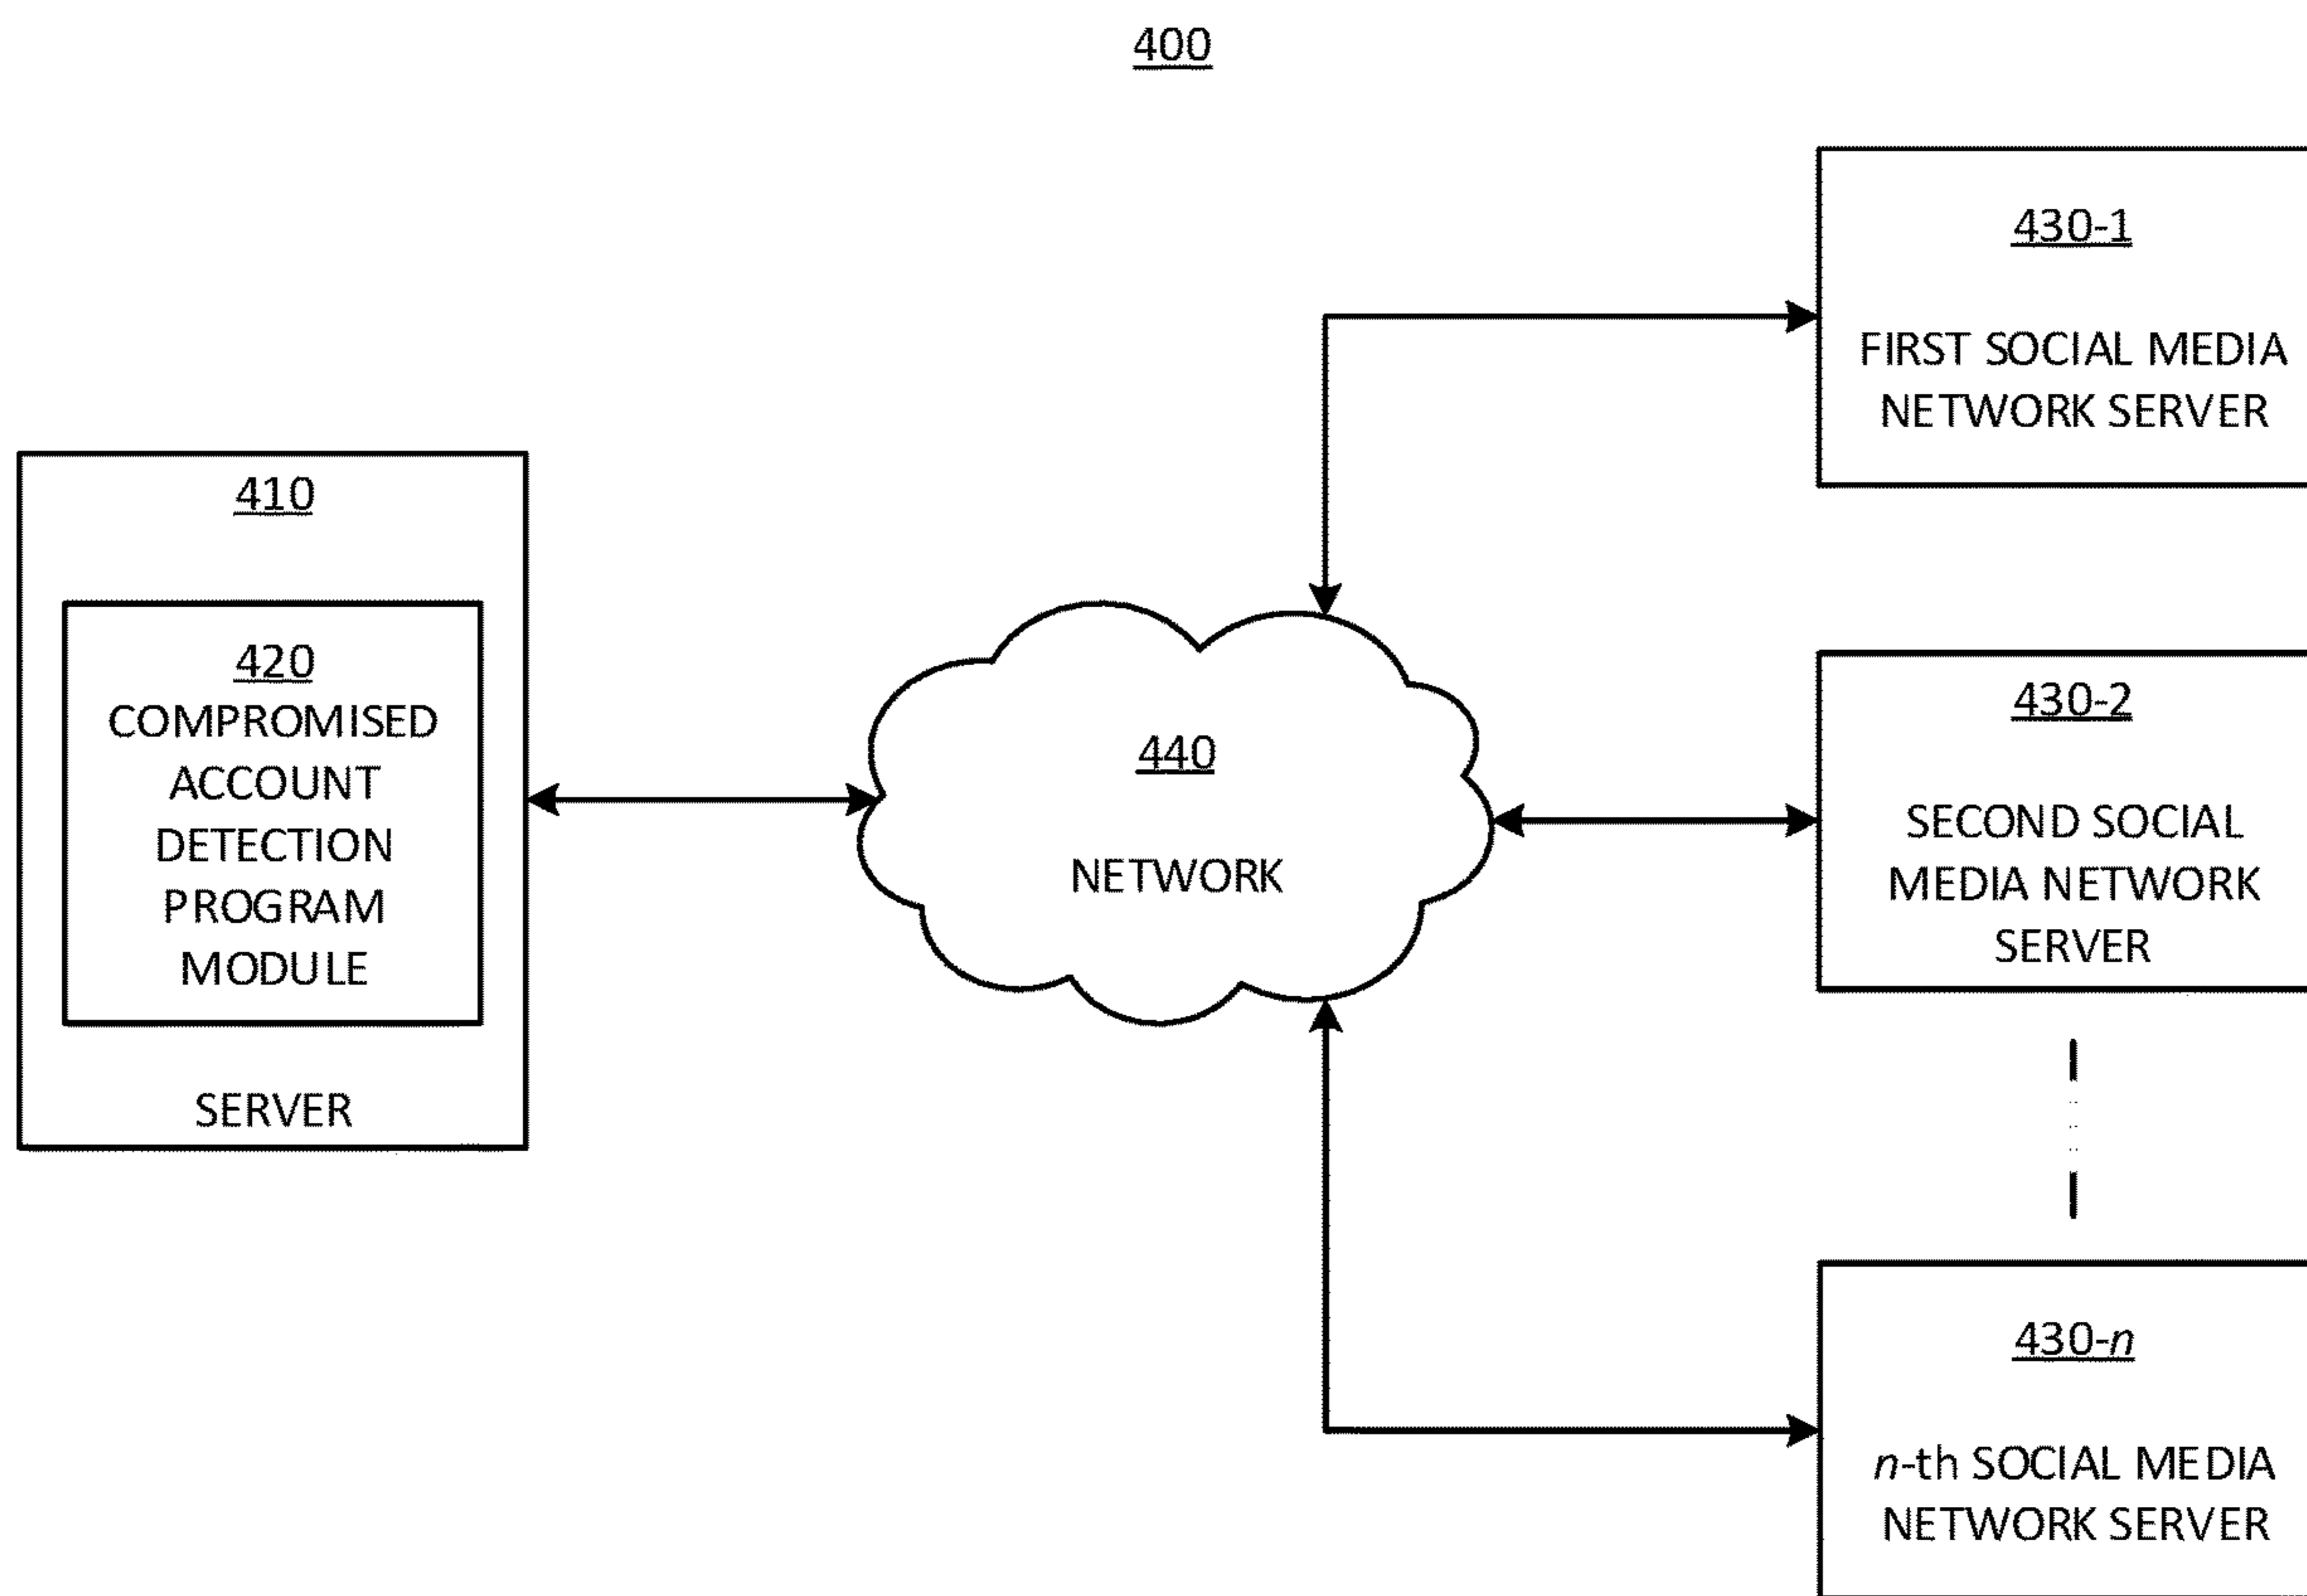 400
410
420
COMPROMISED
ACCOUNT
DETECTION
PROGRAM
MODULE
SERVER
440
NETWORK
430-1
FIRST SOCIAL MEDIA
NETWORK SERVER
430-2
SECOND SOCIAL
MEDIA NETWORK
SERVER
430-n
n-th SOCIAL MEDIA
NETWORK SERVER